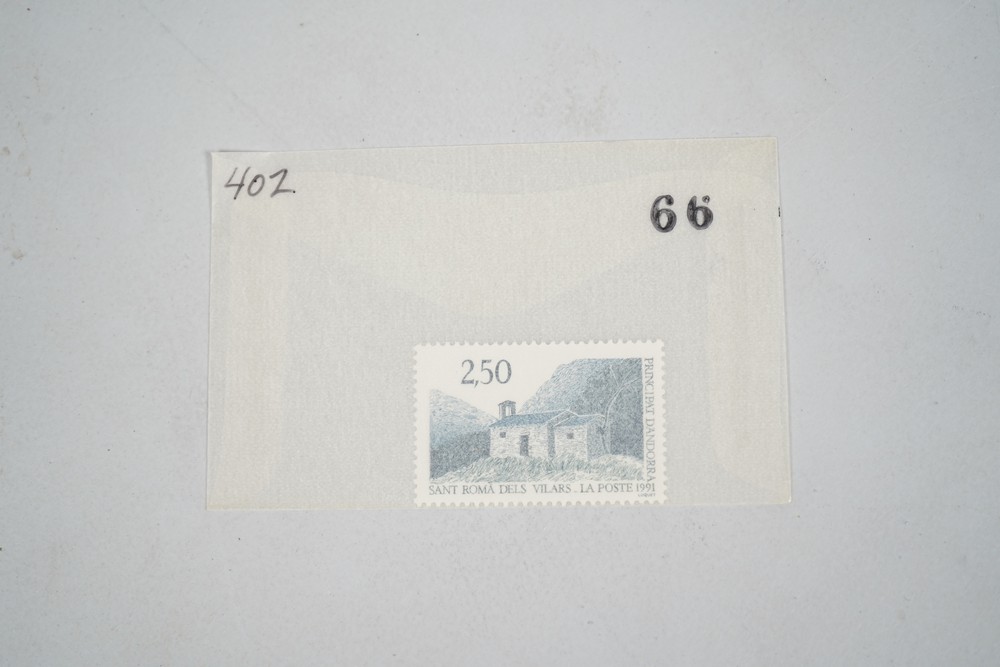 402
66
2,50
PRINCIPAT D'ANDORRA
SANT ROMÀ DELS VILARS . LA POSTE 1991